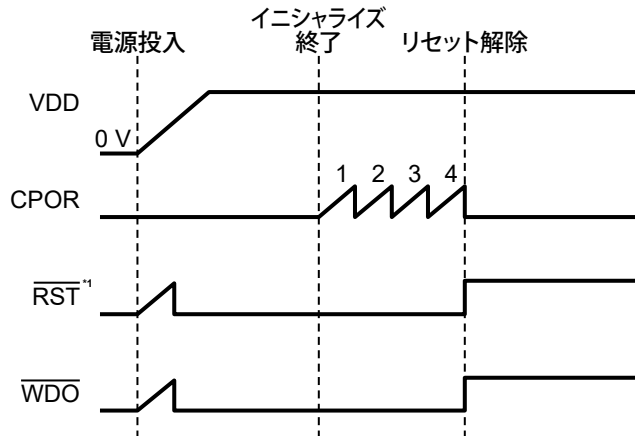 イニシャライズ
電源投入 終了 リセット解除
VDD
0 V
1 2 3 4
CPOR
RST*1
WDO